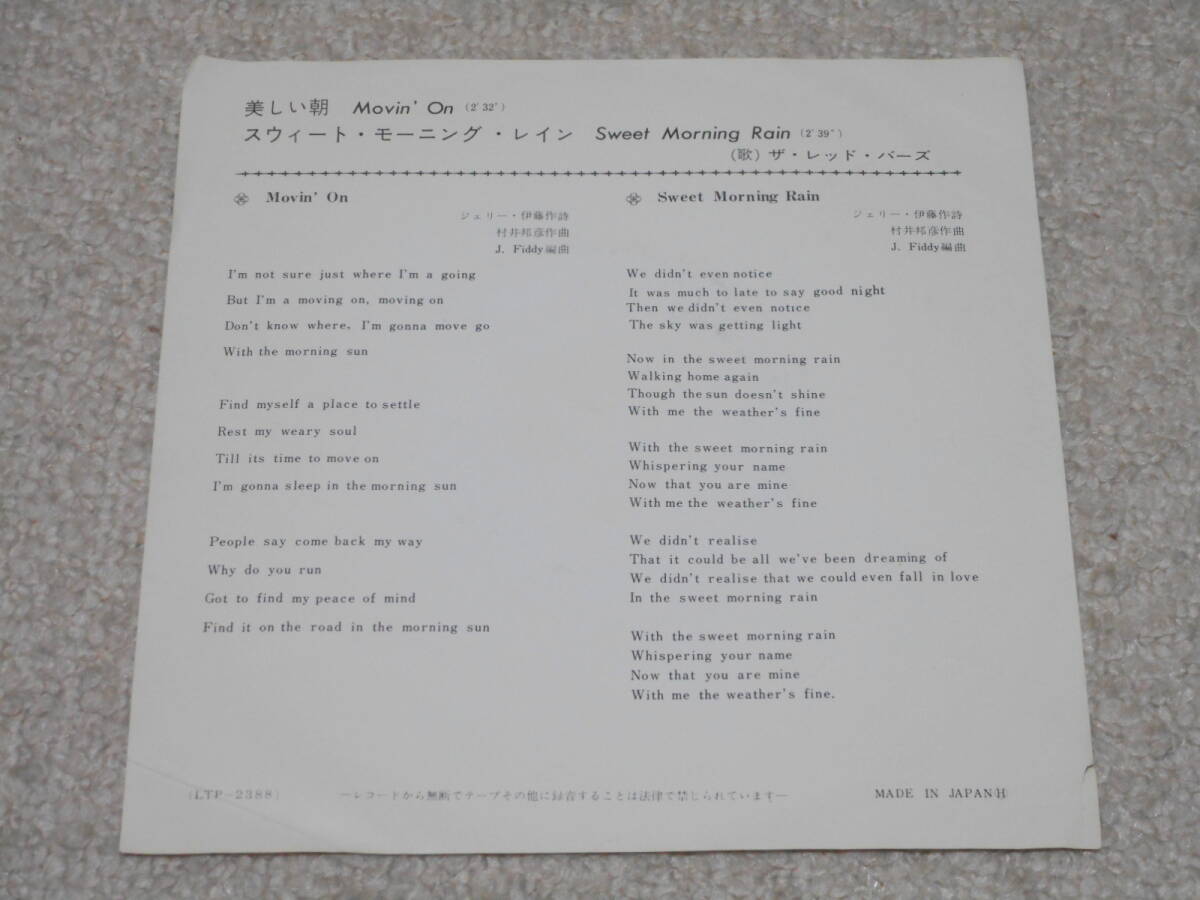 美しい朝 Movin' On (2'32")
スウィート・モーニング・レイン Sweet Morning Rain (2'39")
(歌) ザ・レッド・バーズ
Movin' On
ジェリー・伊藤作詩
村井邦彦作曲
J. Fiddy編曲
I'm not sure just where I'm a going
But I'm a moving on, moving on
Don't know where, I'm gonna move go
With the morning sun
Find myself a place to settle
Rest my weary soul
Till its time to move on
I'm gonna sleep in the morning sun
People say come back my way
Why do you run
Got to find my peace of mind
Find it on the road in the morning sun
Sweet Morning Rain
ジェリー・伊藤作詩
村井邦彦作曲
J. Fiddy編曲
We didn't even notice
It was much to late to say good night
Then we didn't even notice
The sky was getting light
Now in the sweet morning rain
Walking home again
Though the sun doesn't shine
With me the weather's fine
With the sweet morning rain
Whispering your name
Now that you are mine
With me the weather's fine
We didn't realise
That it could be all we've been dreaming of
We didn't realise that we could even fall in love
In the sweet morning rain
With the sweet morning rain
Whispering your name
Now that you are mine
With me the weather's fine.
(LTP-2388)
—レコードから無断でテープその他に録音することは法律で禁じられています—
MADE IN JAPAN(H)